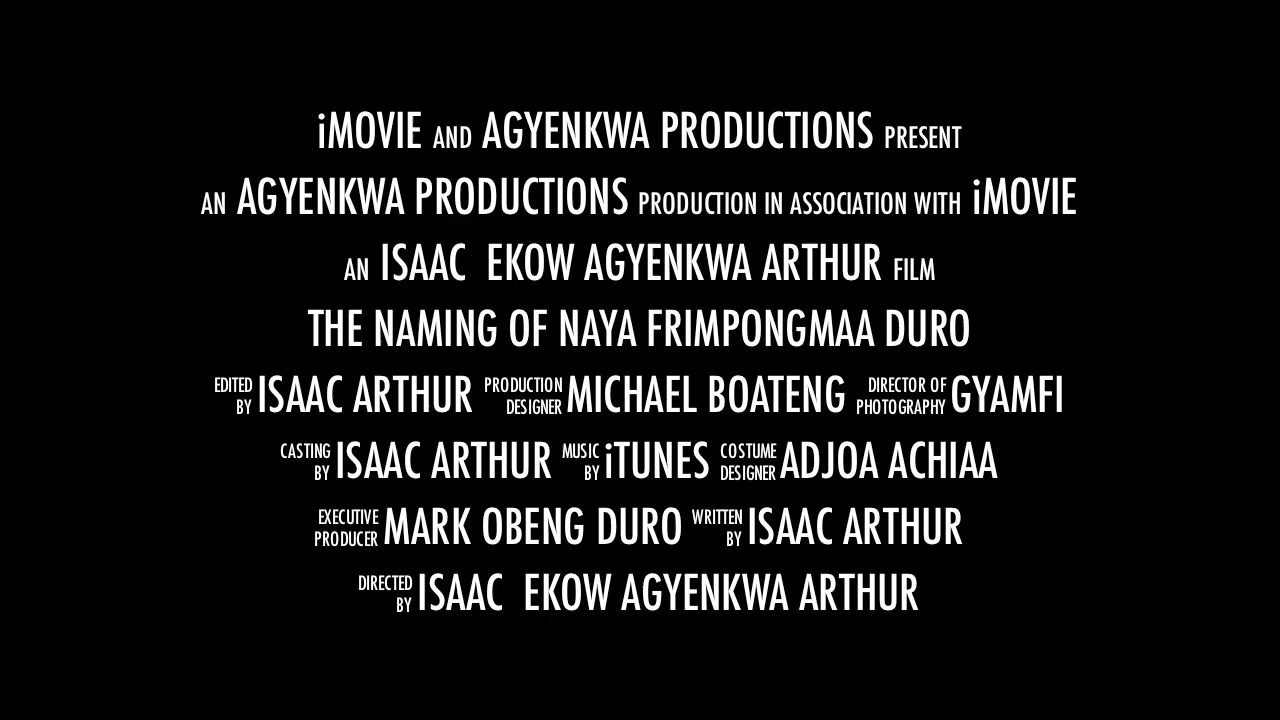 iMOVIE AND AGYENKWA PRODUCTIONS PRESENT
AN AGYENKWA PRODUCTIONS PRODUCTION IN ASSOCIATION WITH iMOVIE
AN ISAAC EKOW AGYENKWA ARTHUR FILM
THE NAMING OF NAYA FRIMPONGMAA DURO
EDITED BY ISAAC ARTHUR PRODUCTION DESIGNER MICHAEL BOATENG DIRECTOR OF PHOTOGRAPHY GYAMFI
CASTING BY ISAAC ARTHUR MUSIC BY iTUNES COSTUME DESIGNER ADJOA ACHIAA
EXECUTIVE PRODUCER MARK OBENG DURO WRITTEN BY ISAAC ARTHUR
DIRECTED BY ISAAC EKOW AGYENKWA ARTHUR